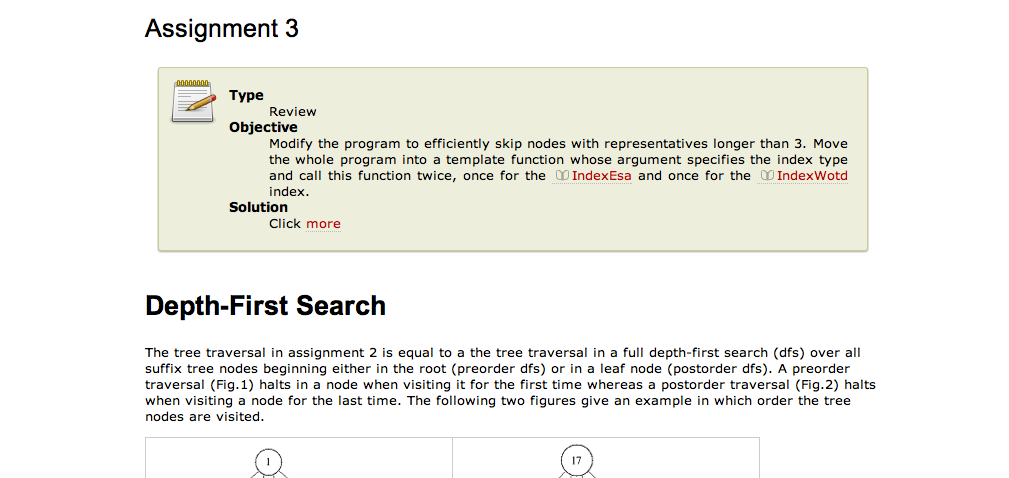 Assignment 3
Type
Review
Objective
Modify the program to efficiently skip nodes with representatives longer than 3. Move
the whole program into a template function whose argument specifies the index type
and call this function twice, once for the IndexEsa and once for the IndexWotd
index.
Solution
Click more
Depth-First Search
The tree traversal in assignment 2 is equal to a the tree traversal in a full depth-first search (dfs) over all
suffix tree nodes beginning either in the root (preorder dfs) or in a leaf node (postorder dfs). A preorder
traversal (Fig.1) halts in a node when visiting it for the first time whereas a postorder traversal (Fig.2) halts
when visiting a node for the last time. The following two figures give an example in which order the tree
nodes are visited.
1
17